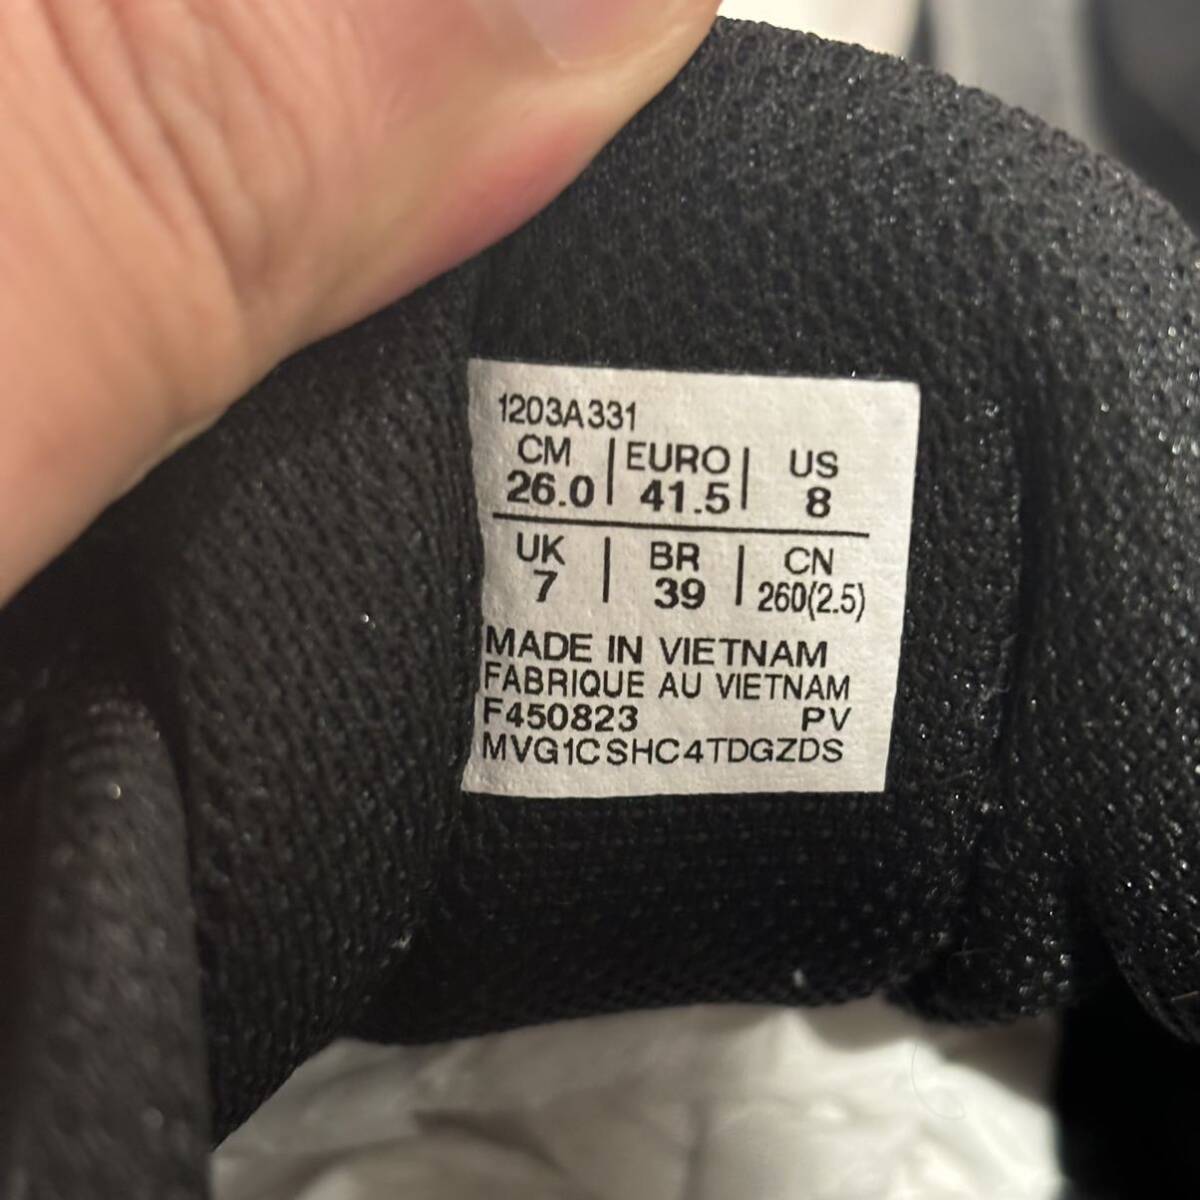 1203A331
CM EURO US
26.0 41.5 8
UK BR CN
7 39 260(2.5)
MADE IN VIETNAM
FABRIQUE AU VIETNAM
F450823 PV
MVG1CSHC4TDGZDS